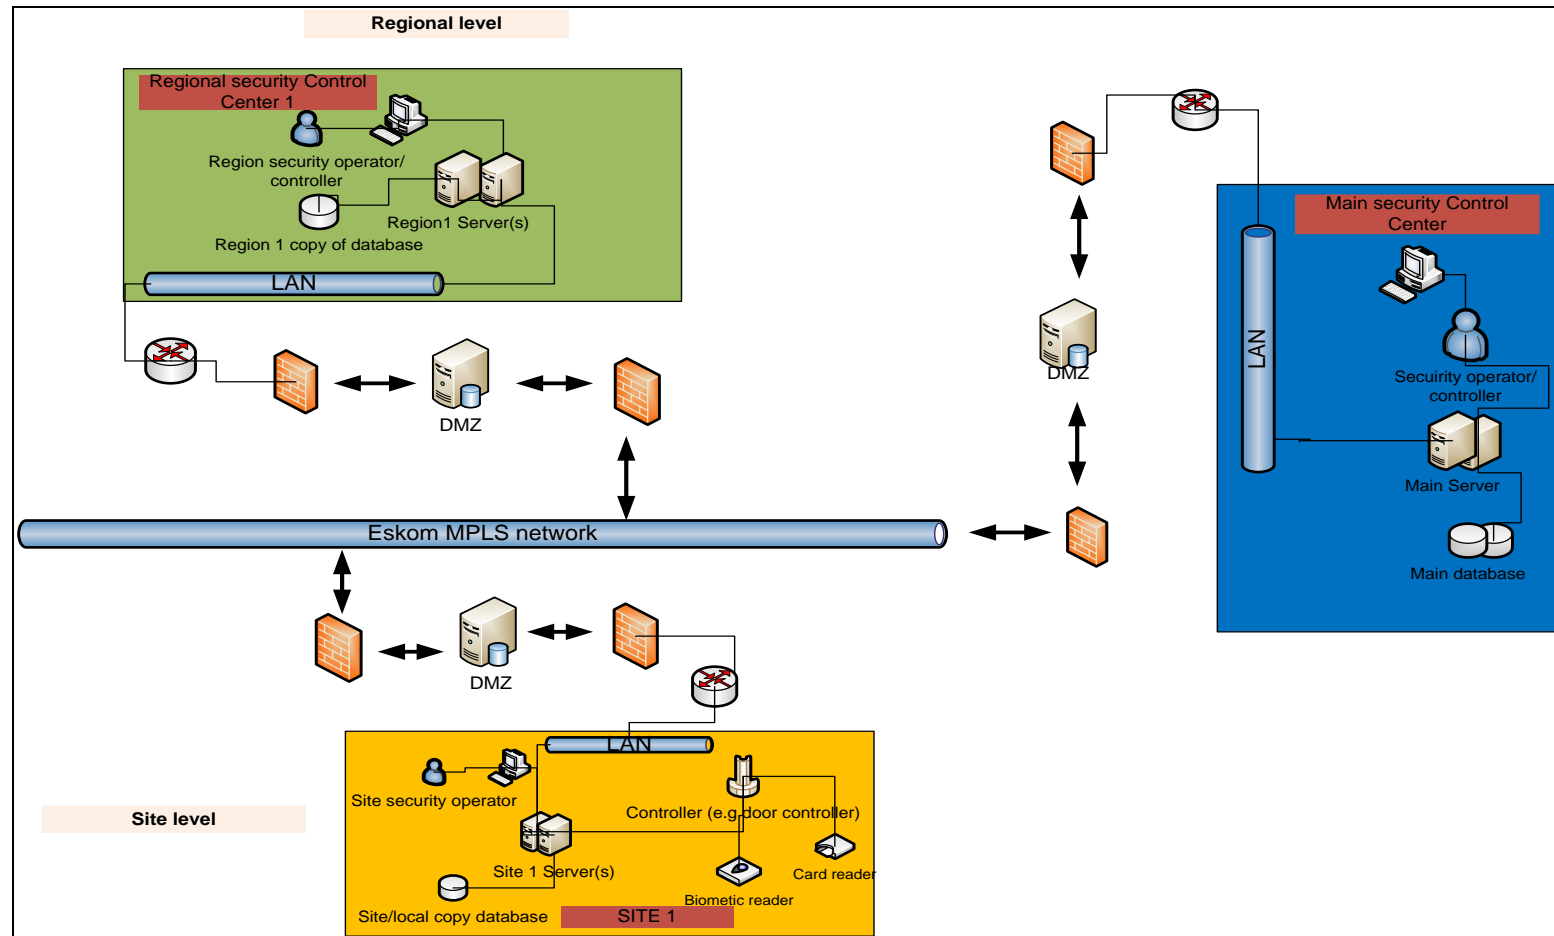 Regional level
Regional security Control
Center 1
Region security operator/
controller
Region1 Server(s)
Region 1 copy of database
LAN
DMZ
Eskom MPLS network
DMZ
LAN
Site security operator
Controller (e.g door controller)
Site 1 Server(s)
Card reader
Biometic reader
Site/local copy database
SITE 1
Site level
DMZ
Main security Control
Center
LAN
Secuirity operator/
controller
Main Server
Main database